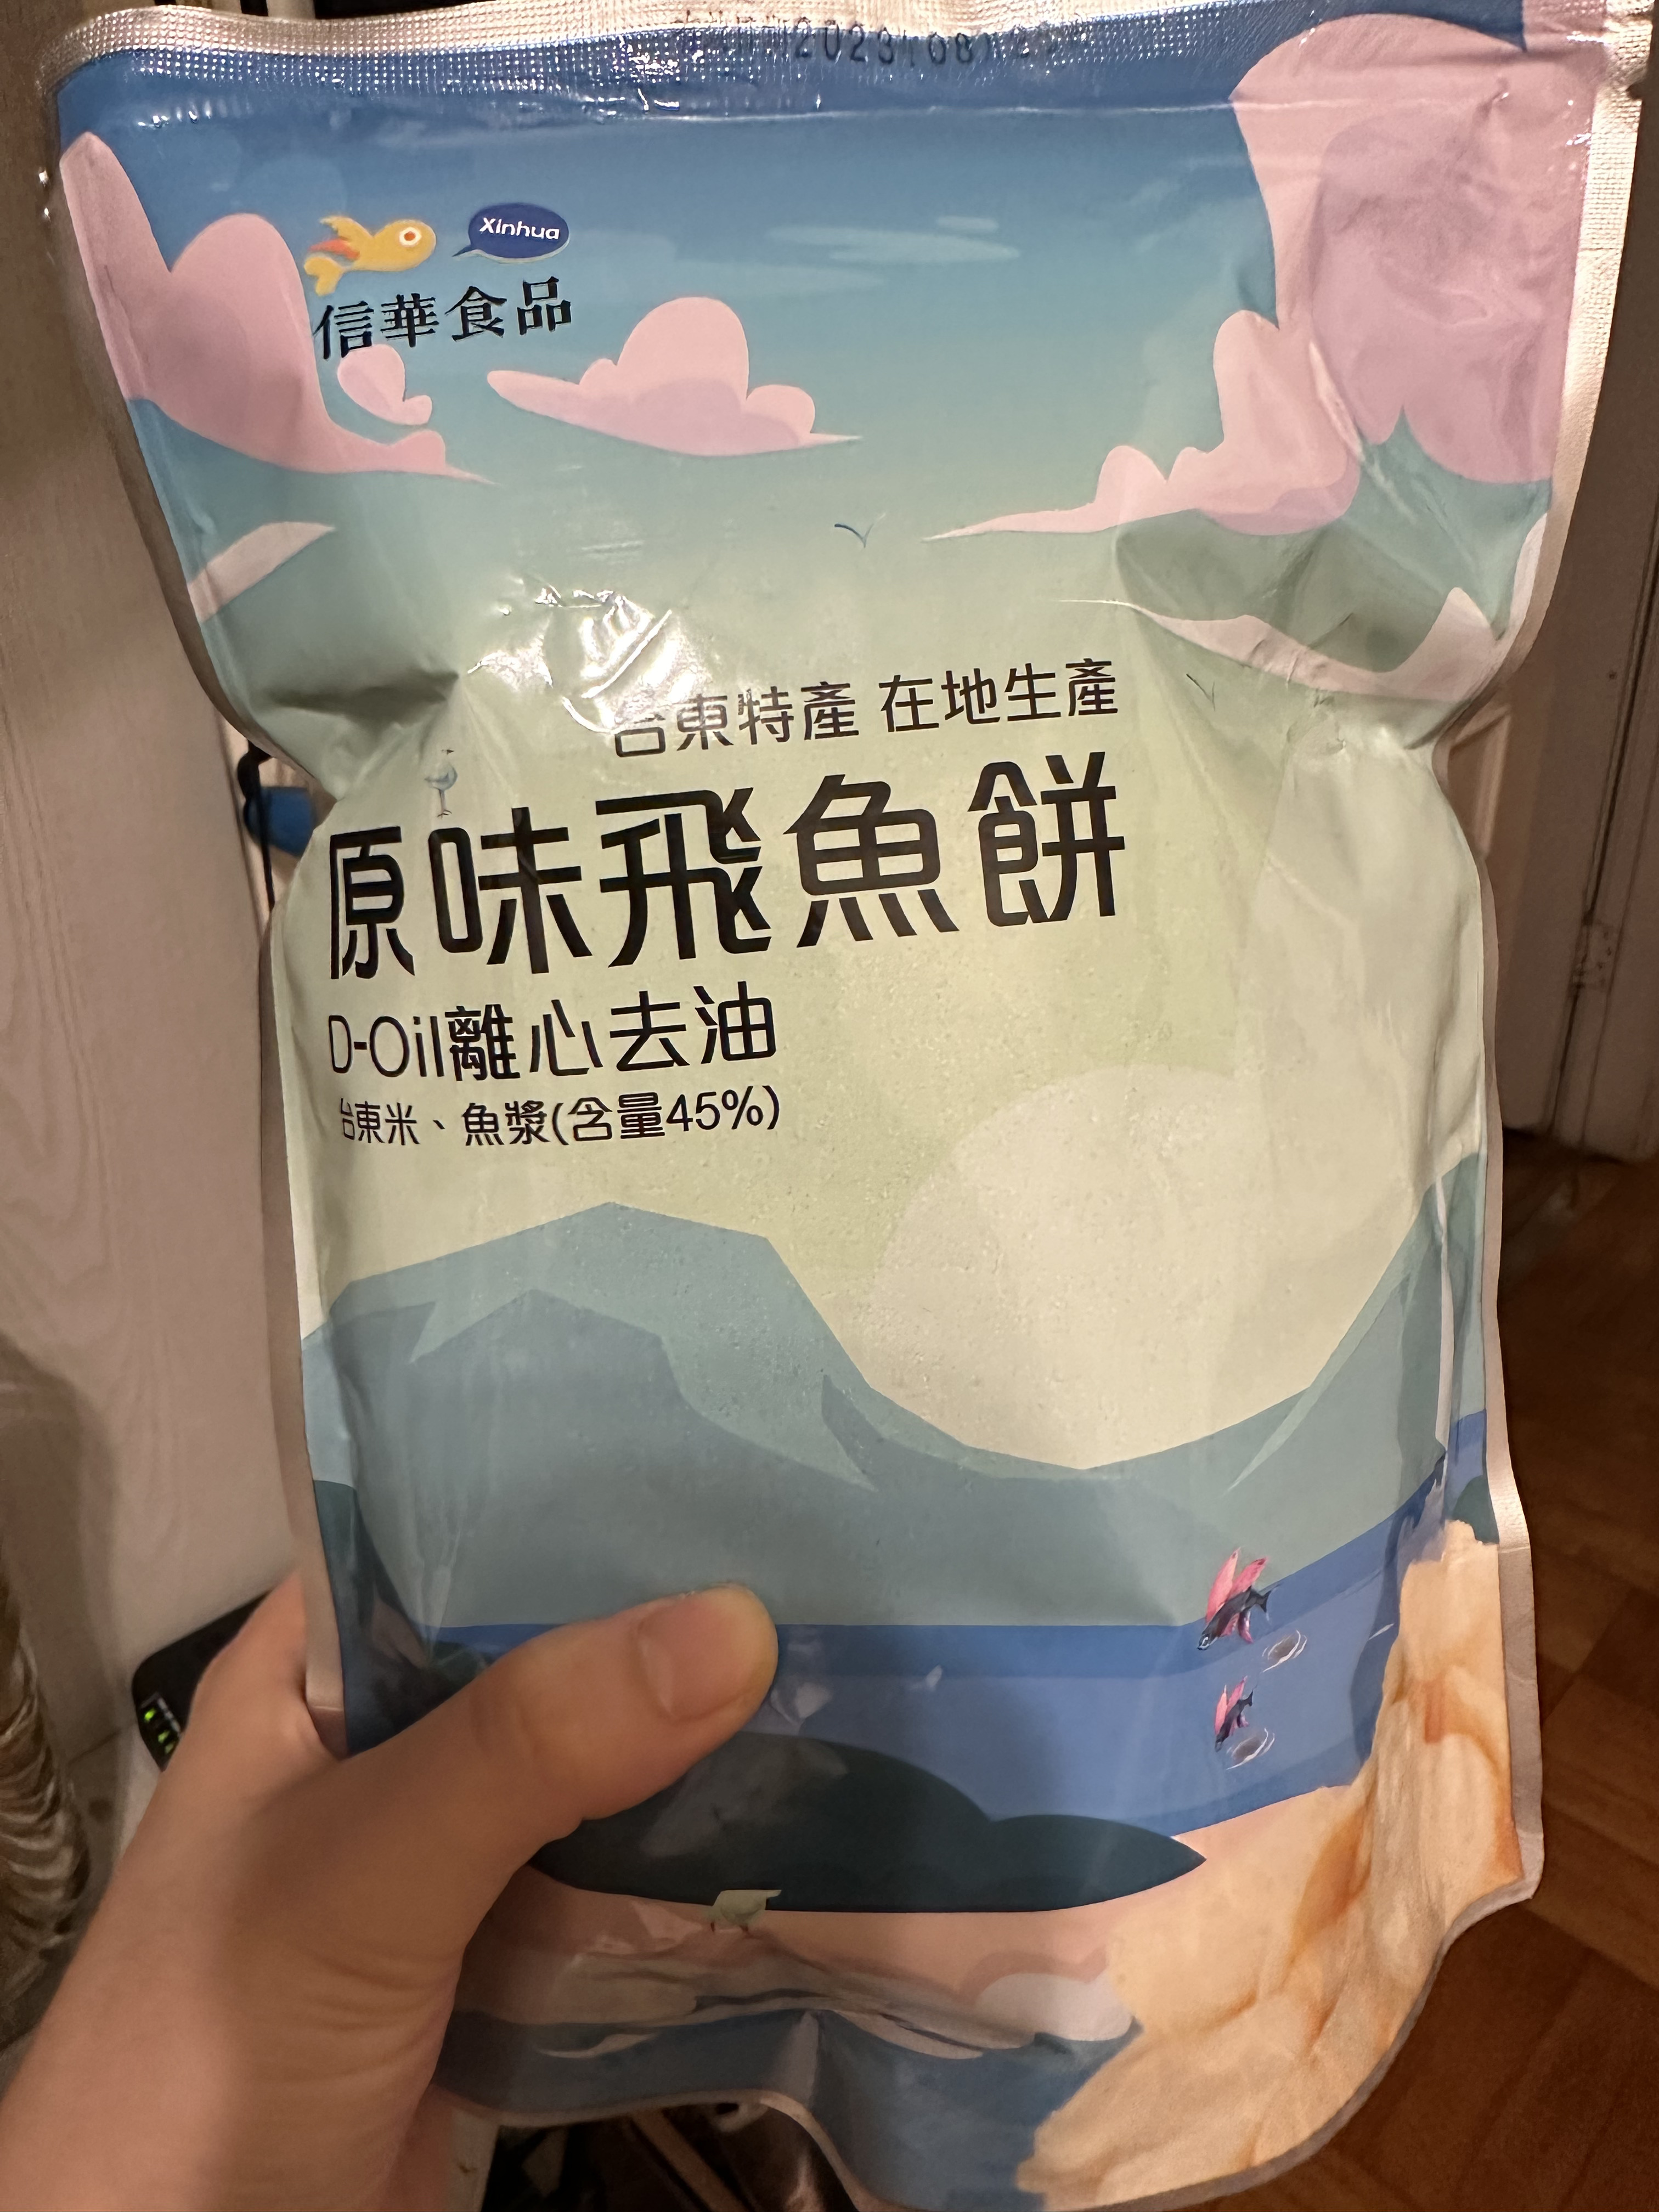 Xinhua
信華食品
台東特產 在地生產
原味飛魚餅
D-Oil離心去油
台東米、魚漿(含量45%)